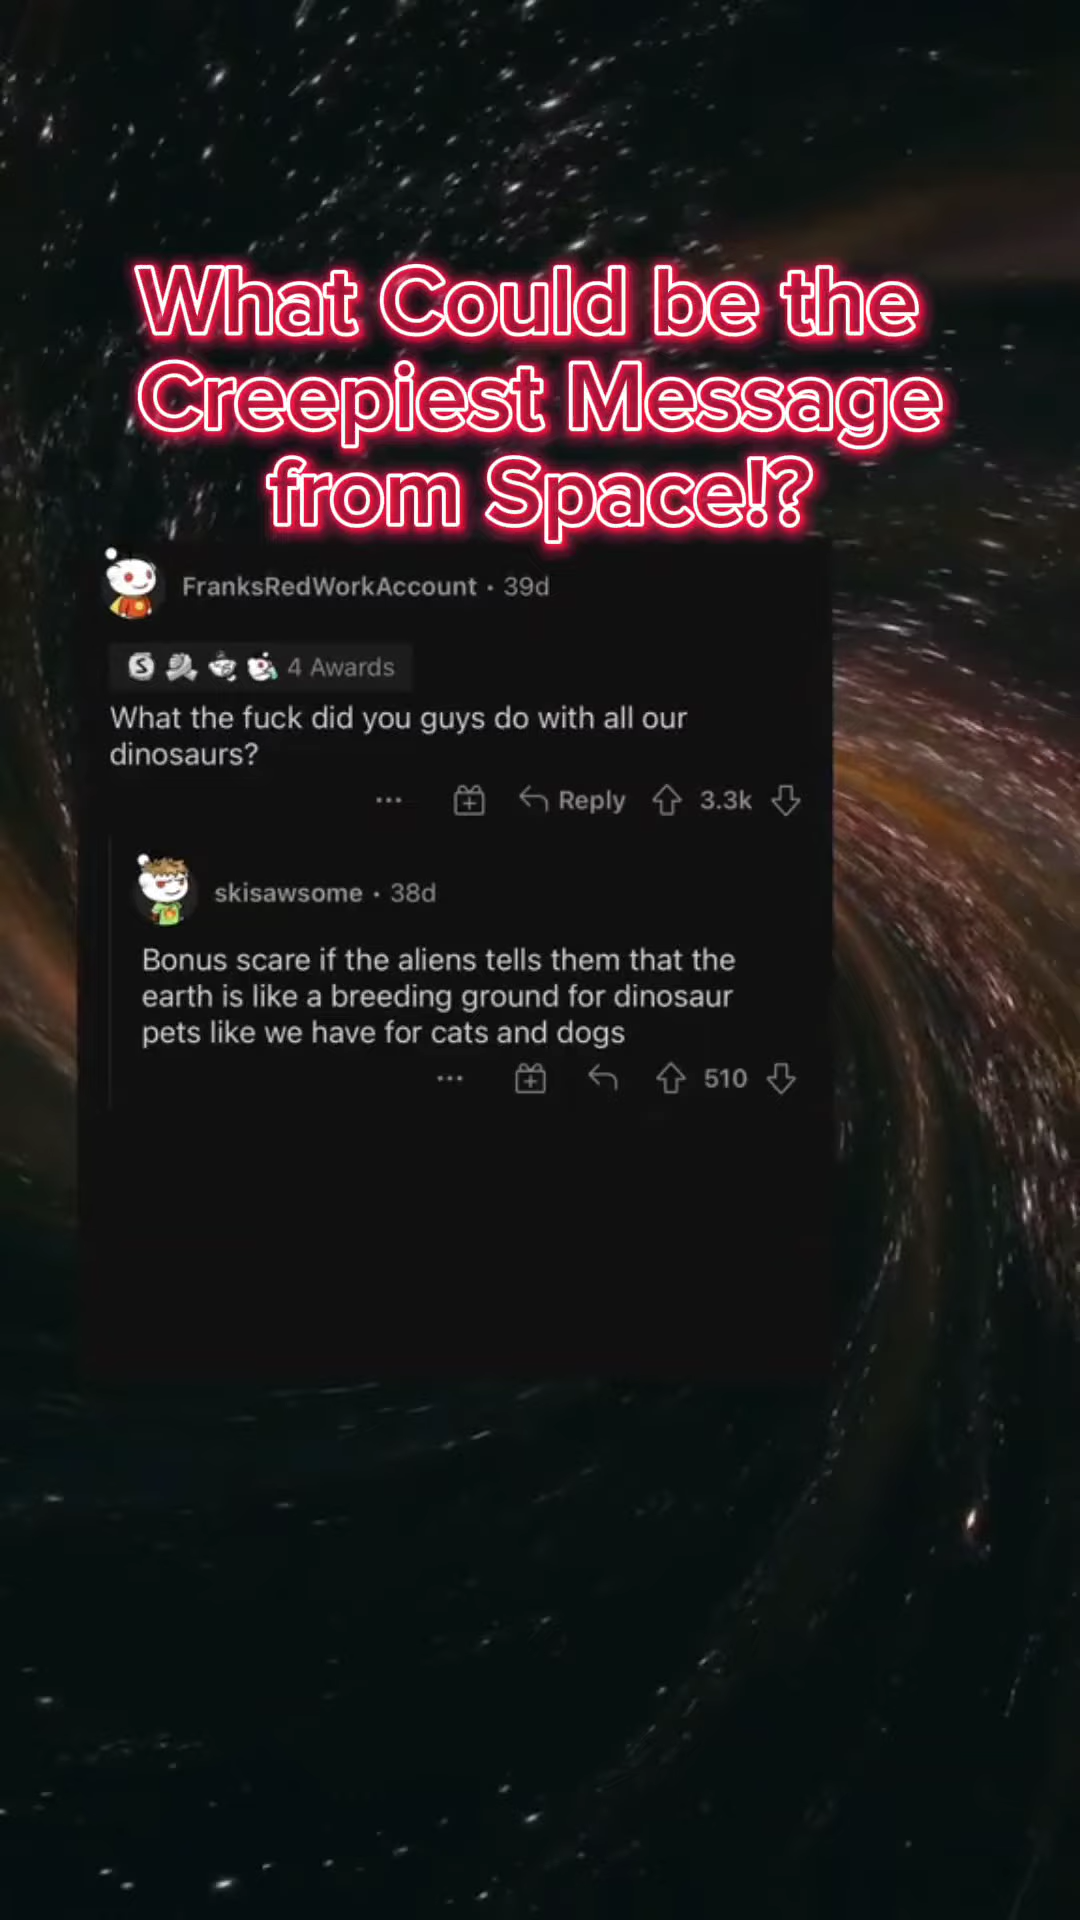 What Could be the
Creepiest Message
from Space!?
FranksRedWorkAccount • 39d
S 4 Awards
What the fuck did you guys do with all our
dinosaurs?
Reply 3.3k
skisawsome • 38d
Bonus scare if the aliens tells them that the
earth is like a breeding ground for dinosaur
pets like we have for cats and dogs
510